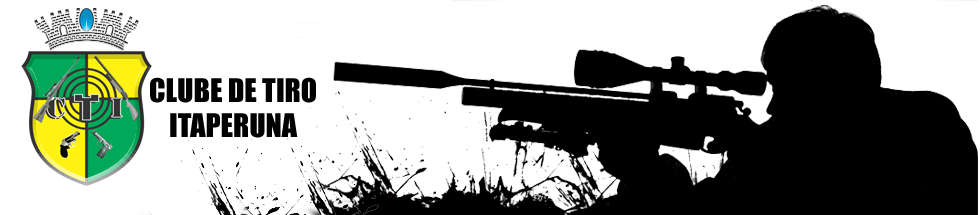 CTI
CLUBE DE TIRO
ITAPERUNA